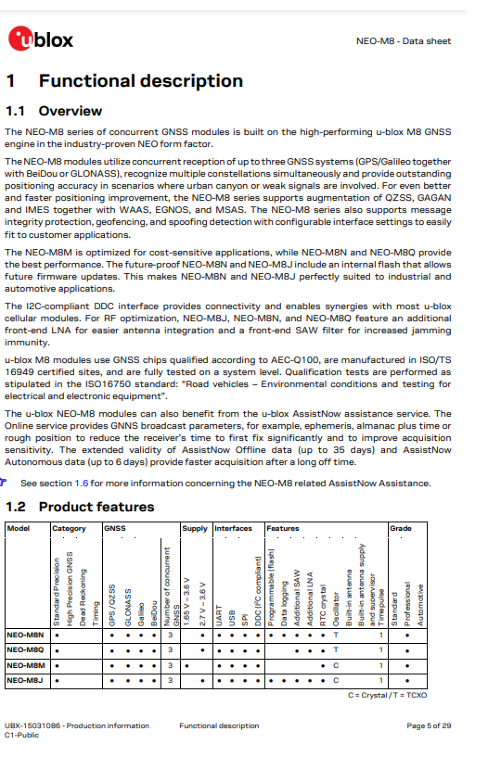 ublox
NEO-M8 - Data sheet
1 Functional description
1.1 Overview
The NEO-M8 series of concurrent GNSS modules is built on the high-performing u-blox M8 GNSS
engine in the industry-proven NEO form factor.
The NEO-M8 modules utilize concurrent reception of up to three GNSS systems (GPS/Galileo together
with BeiDou or GLONASS), recognize multiple constellations simultaneously and provide outstanding
positioning accuracy in scenarios where urban canyon or weak signals are involved. For even better
and faster positioning improvement, the NEO-M8 series supports augmentation of QZSS, GAGAN
and IMES together with WAAS, EGNOS, and MSAS. The NEO-M8 series also supports message
integrity protection, geofencing, and spoofing detection with configurable interface settings to easily
fit to customer applications.
The NEO-M8M is optimized for cost-sensitive applications, while NEO-M8N and NEO-M8Q provide
the best performance. The future-proof NEO-M8N and NEO-M8J include an internal flash that allows
future firmware updates. This makes NEO-M8N and NEO-M8J perfectly suited to industrial and
automotive applications.
The I2C-compliant DDC interface provides connectivity and enables synergies with most u-blox
cellular modules. For RF optimization, NEO-M8J, NEO-M8N, and NEO-M8Q feature an additional
front-end LNA for easier antenna integration and a front-end SAW filter for increased jamming
immunity.
u-blox M8 modules use GNSS chips qualified according to AEC-Q100, are manufactured in ISO/TS
16949 certified sites, and are fully tested on a system level. Qualification tests are performed as
stipulated in the ISO16750 standard: "Road vehicles – Environmental conditions and testing for
electrical and electronic equipment".
The u-blox NEO-M8 modules can also benefit from the u-blox AssistNow assistance service. The
Online service provides GNNS broadcast parameters, for example, ephemeris, almanac plus time or
rough position to reduce the receiver's time to first fix significantly and to improve acquisition
sensitivity. The extended validity of AssistNow Offline data (up to 35 days) and AssistNow
Autonomous data (up to 6 days) provide faster acquisition after a long off time.
See section 1.6 for more information concerning the NEO-M8 related AssistNow Assistance.
1.2 Product features
Model Category GNSS Supply Interfaces Features Grade
Standard Precision
High Precision GNSS
Dead Reckoning
Timing
GPS / QZSS
GLONASS
Galileo
BeiDou
Number of concurrent
GNSS
1.65 V – 3.6 V
2.7 V – 3.6 V
UART
USB
SPI
DDC (I²C compliant)
Programmable (flash)
Data logging
Additional SAW
Additional LNA
RTC crystal
Oscillator
Built-in antenna
Built-in antenna supply
and supervisor
Timepulse
Standard
Professional
Automotive
NEO-M8N • • • • • 3 • • • • • • • • • • T 1 •
NEO-M8Q • • • • • 3 • • • • • • • • T 1 •
NEO-M8M • • • • • 3 • • • • • • C 1 •
NEO-M8J • • • • • 3 • • • • • • • • • • C 1 •
C = Crystal / T = TCXO
UBX-15031086 - Production information Functional description Page 5 of 29
C1-Public